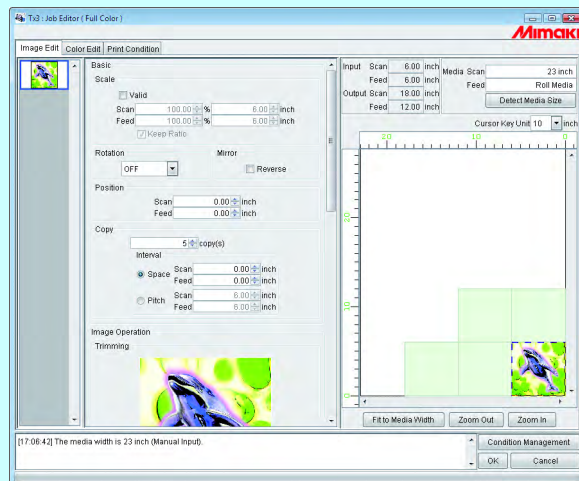 Tx3 : Job Editor ( Full Color )
Mimaki
Image Edit Color Edit Print Condition
Basic
Scale
Valid
Scan 100.00 % 6.00 inch
Feed 100.00 % 6.00 inch
Keep Ratio
Rotation Mirror
OFF Reverse
Position
Scan 0.00 inch
Feed 0.00 inch
Copy
5 copy(s)
Interval
Space Scan 0.00 inch
Feed 0.00 inch
Pitch Scan 6.00 inch
Feed 6.00 inch
Image Operation
Trimming
Input Scan 6.00 inch
Feed 6.00 inch
Output Scan 18.00 inch
Feed 12.00 inch
Media Scan 23 inch
Feed Roll Media
Detect Media Size
Cursor Key Unit 10 inch
20 10 0
20
10
0
Fit to Media Width Zoom Out Zoom In
[17:06:42] The media width is 23 inch (Manual Input).
Condition Management
OK Cancel